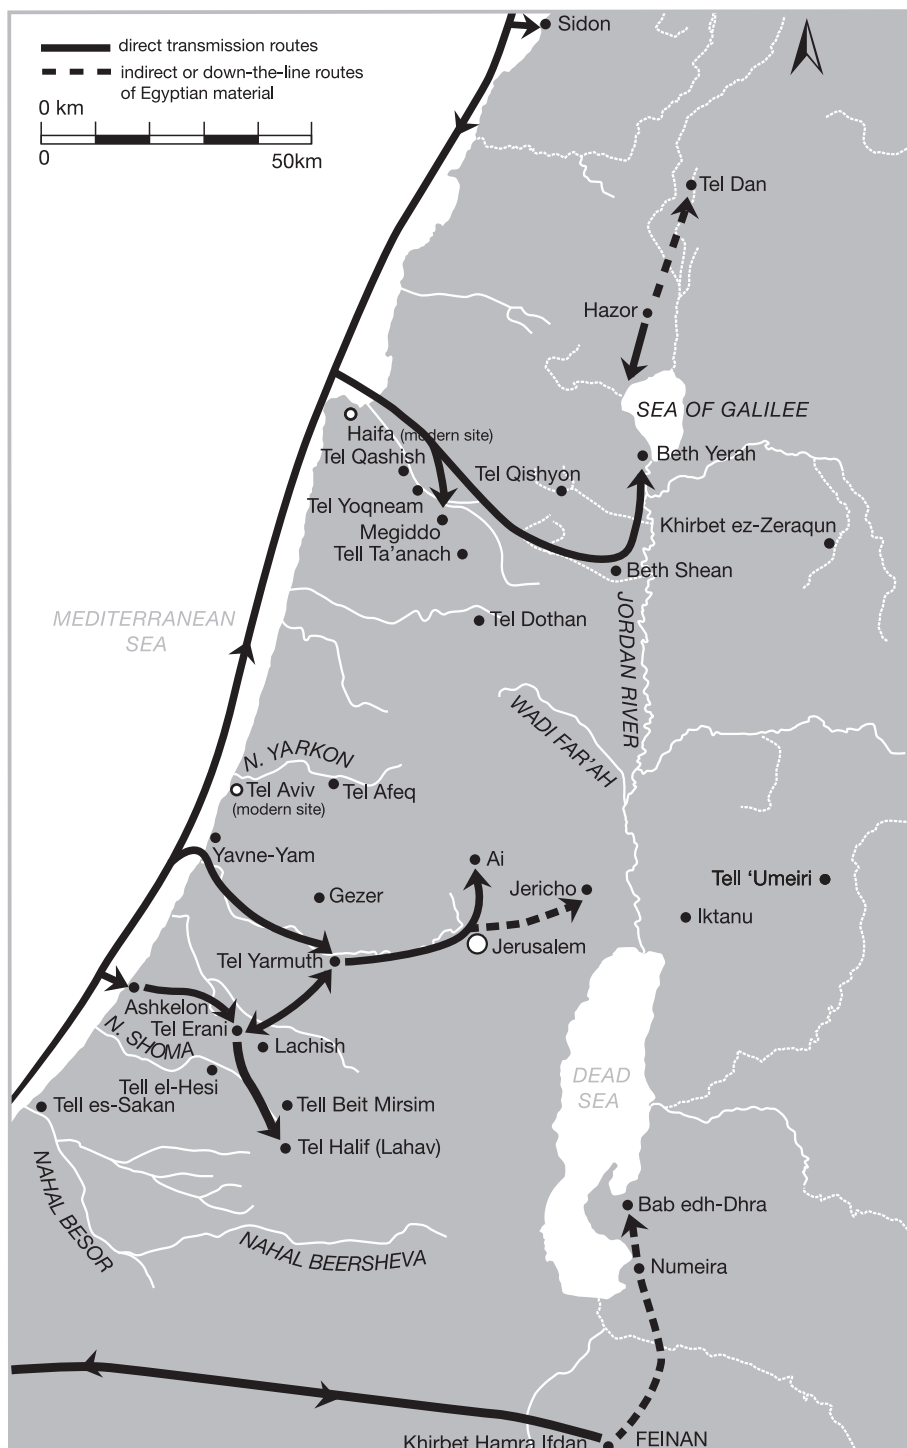 direct transmission routes
indirect or down-the-line routes
of Egyptian material
0 km
0
50km
Sidon
Tel Dan
Hazor
SEA OF GALILEE
Haifa (modern site)
Tel Qashish
Tel Qishyon
Beth Yerah
Tel Yoqneam
Megiddo
Khirbet ez-Zeraqun
Tell Ta'anach
Beth Shean
MEDITERRANEAN
SEA
Tel Dothan
JORDAN RIVER
WADI FAR'AH
N. YARKON
Tel Aviv
(modern site)
Tel Afeq
Yavne-Yam
Ai
Gezer
Jericho
Tell ‘Umeiri
Iktanu
Jerusalem
Tel Yarmuth
Ashkelon
Tel Erani
N. SHOMA
Lachish
Tell el-Hesi
DEAD
SEA
Tell es-Sakan
Tell Beit Mirsim
Tel Halif (Lahav)
NAHAL BESOR
NAHAL BEERSHEVA
Bab edh-Dhra
Numeira
Khirbet Hamra Ifdan
FEINAN